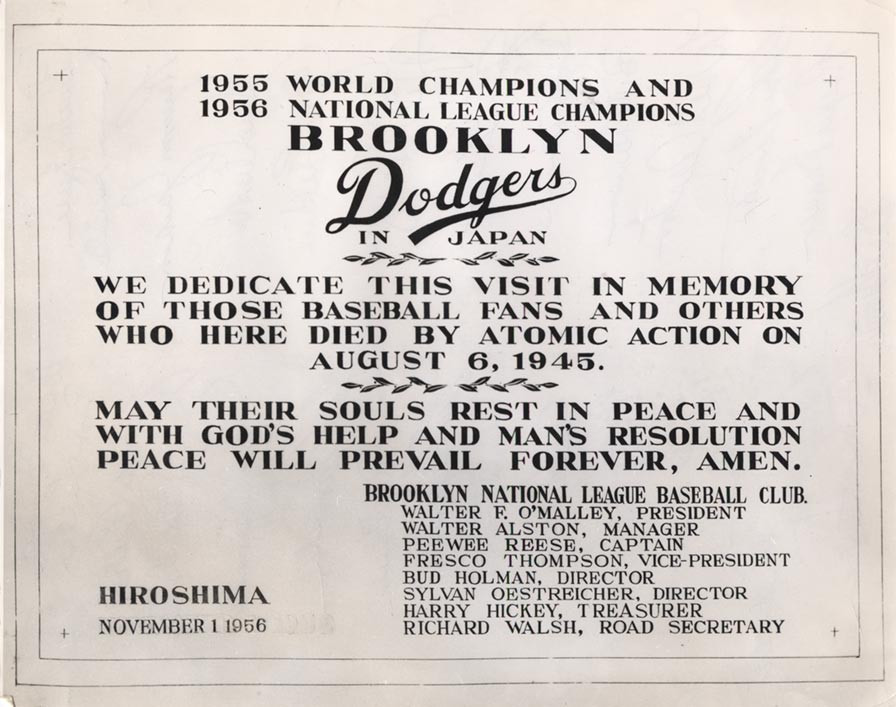 1955 WORLD CHAMPIONS AND
1956 NATIONAL LEAGUE CHAMPIONS
BROOKLYN
Dodgers
IN JAPAN
WE DEDICATE THIS VISIT IN MEMORY
OF THOSE BASEBALL FANS AND OTHERS
WHO HERE DIED BY ATOMIC ACTION ON
AUGUST 6, 1945.
MAY THEIR SOULS REST IN PEACE AND
WITH GOD'S HELP AND MAN'S RESOLUTION
PEACE WILL PREVAIL FOREVER, AMEN.
BROOKLYN NATIONAL LEAGUE BASEBALL CLUB.
WALTER F. O'MALLEY, PRESIDENT
WALTER ALSTON, MANAGER
PEEWEE REESE, CAPTAIN
FRESCO THOMPSON, VICE-PRESIDENT
BUD HOLMAN, DIRECTOR
SYLVAN OESTREICHER, DIRECTOR
HARRY HICKEY, TREASURER
RICHARD WALSH, ROAD SECRETARY
HIROSHIMA
NOVEMBER 1 1956